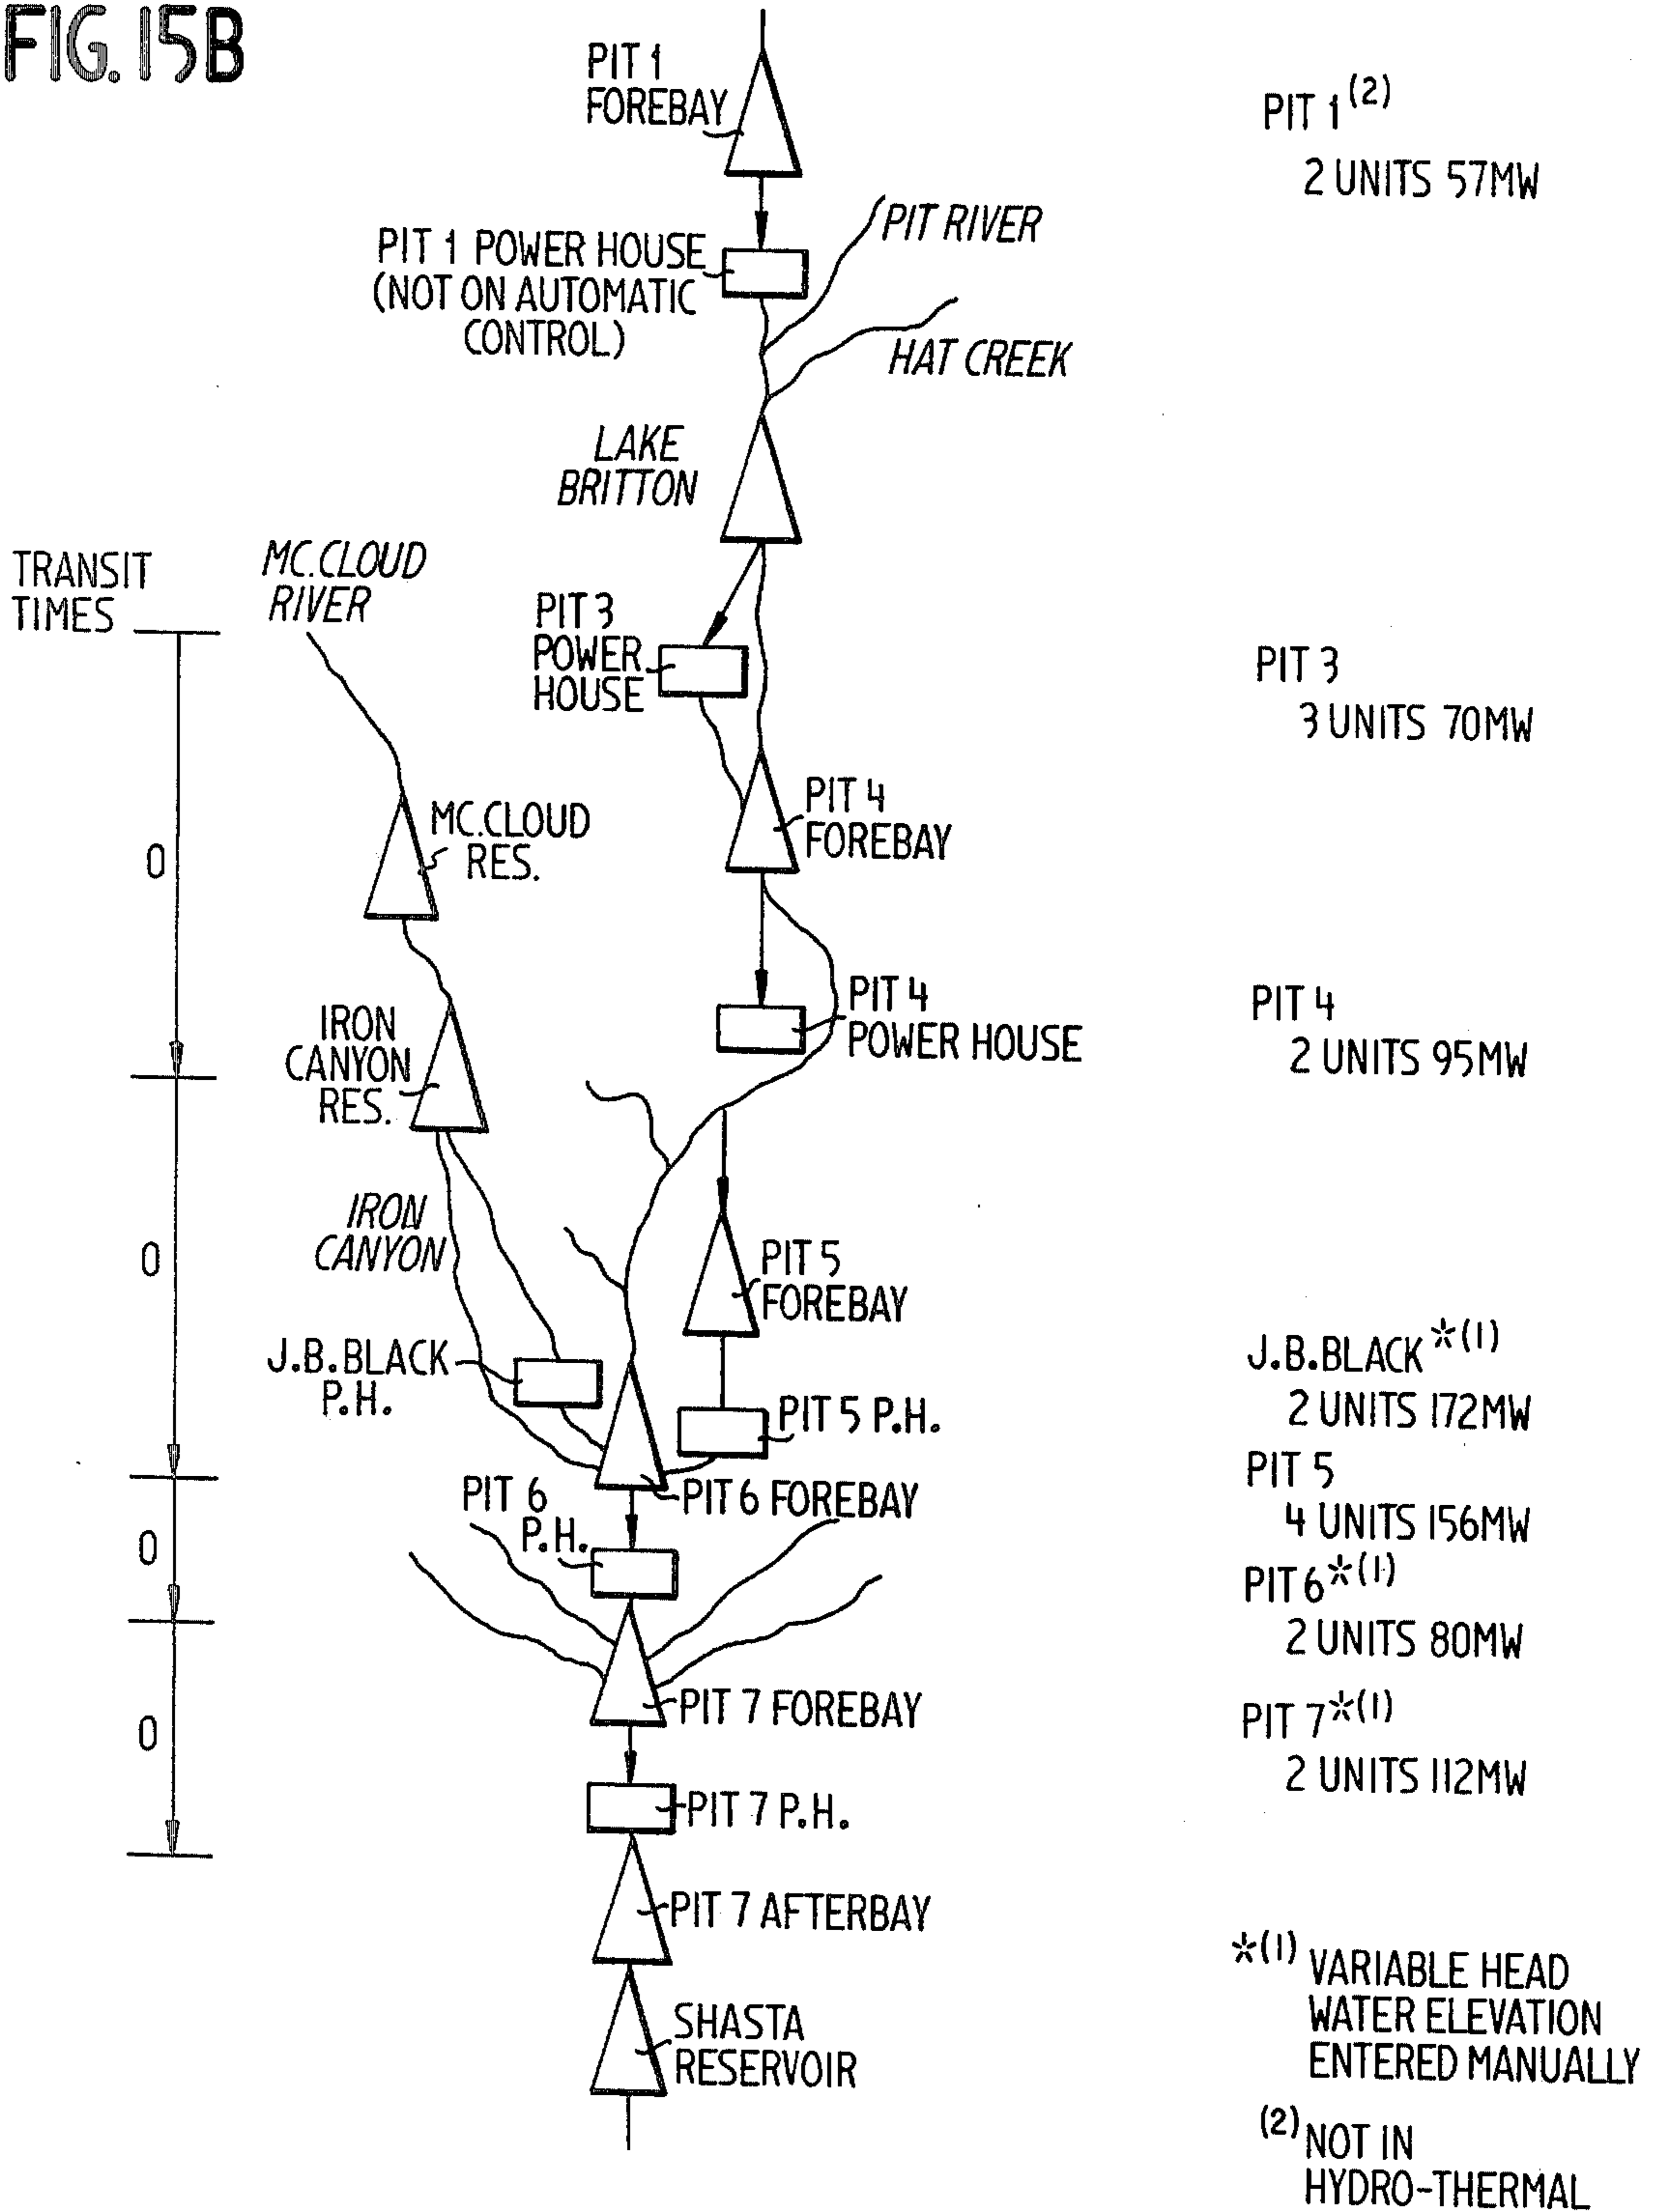 FIG. 15B
PIT 1
FOREBAY
PIT 1 (2)
2 UNITS 57MW
PIT RIVER
PIT 1 POWER HOUSE
(NOT ON AUTOMATIC
CONTROL)
HAT CREEK
LAKE
BRITTON
TRANSIT
TIMES
MC.CLOUD
RIVER
PIT 3
POWER
HOUSE
PIT 3
3 UNITS 70MW
PIT 4
FOREBAY
MC.CLOUD
RES.
0
PIT 4
POWER HOUSE
PIT 4
2 UNITS 95MW
IRON
CANYON
RES.
IRON
CANYON
0
PIT 5
FOREBAY
J.B.BLACK
P.H.
J.B.BLACK *(1)
2 UNITS 172MW
PIT 5 P.H.
PIT 5
4 UNITS 156MW
PIT 6 FOREBAY
PIT 6
P.H.
0
PIT 6 *(1)
2 UNITS 80MW
PIT 7 FOREBAY
0
PIT 7 *(1)
2 UNITS 112MW
PIT 7 P.H.
PIT 7 AFTERBAY
SHASTA
RESERVOIR
*(1) VARIABLE HEAD
WATER ELEVATION
ENTERED MANUALLY
(2) NOT IN
HYDRO-THERMAL